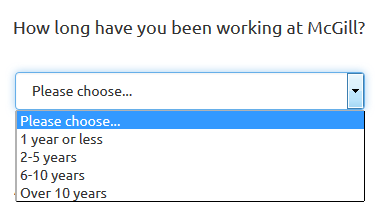 How long have you been working at McGill?
Please choose...
Please choose...
1 year or less
2-5 years
6-10 years
Over 10 years